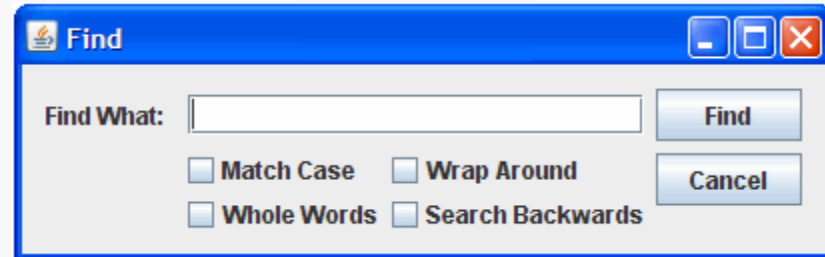 Find
Find What: Find
Match Case Wrap Around Cancel
Whole Words Search Backwards